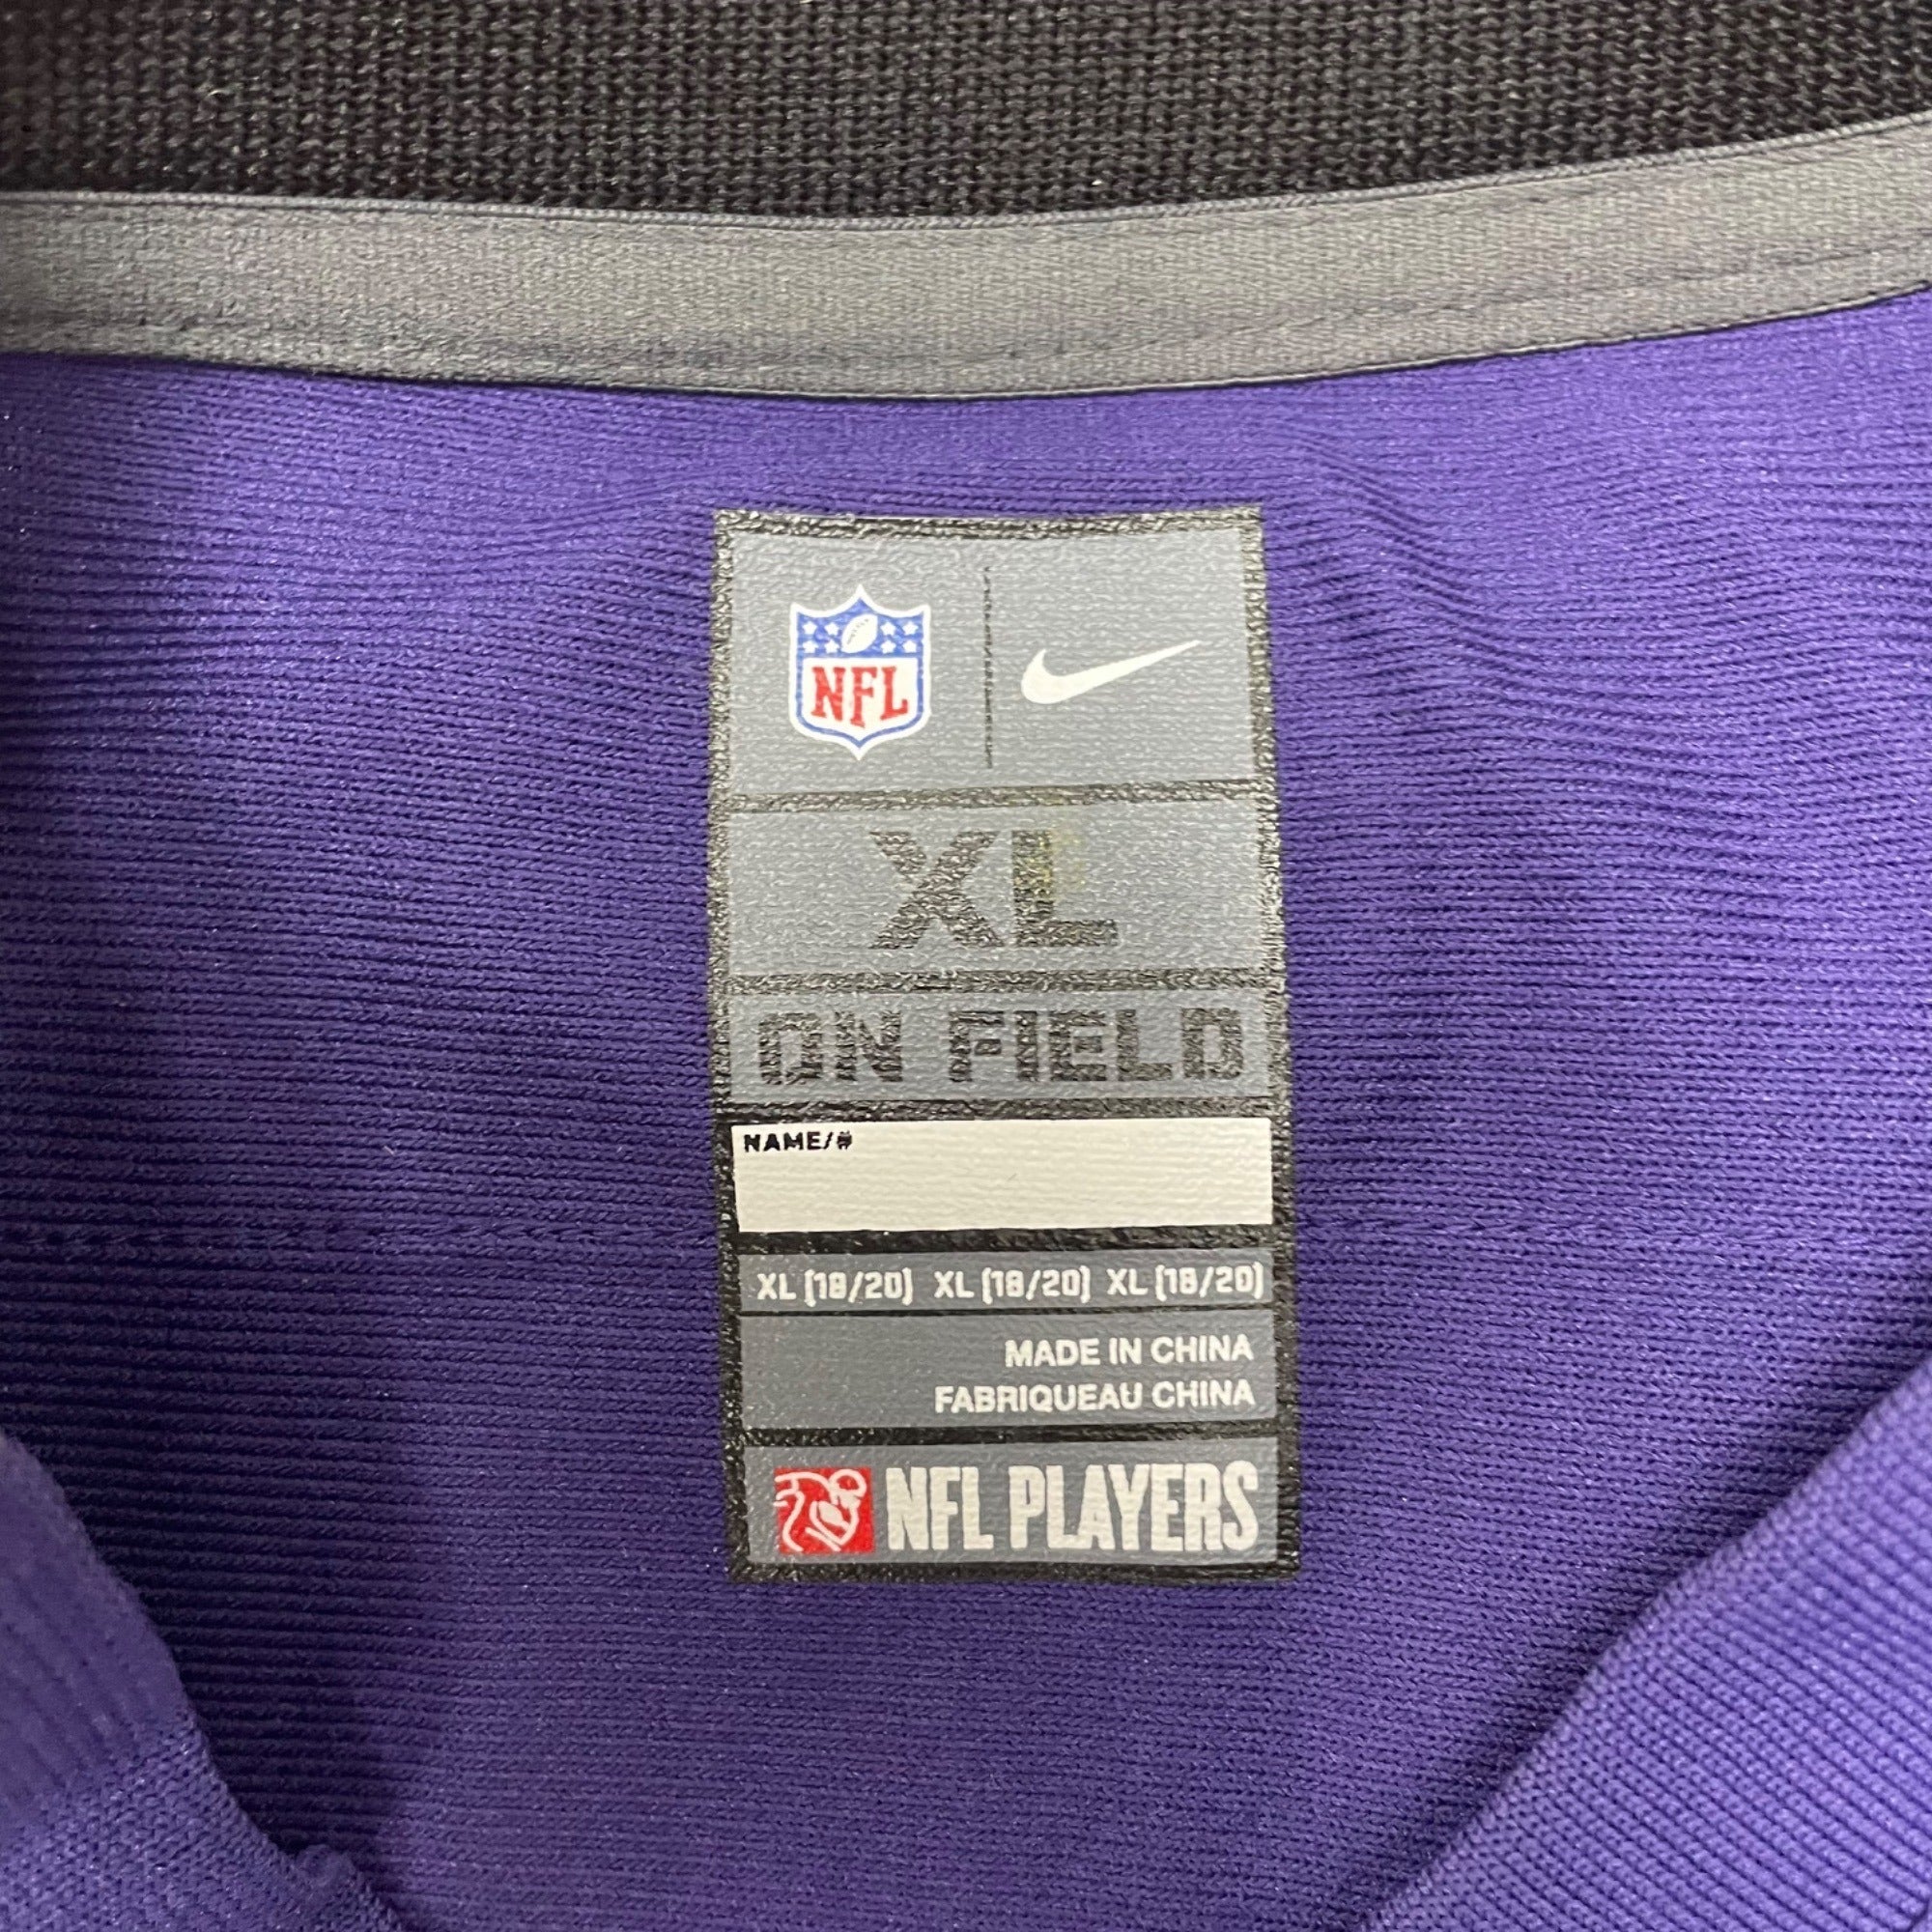 NFL
XL
ON FIELD
NAME/#
XL (18/20) XL (18/20) XL (18/20)
MADE IN CHINA
FABRIQUEAU CHINA
NFL PLAYERS